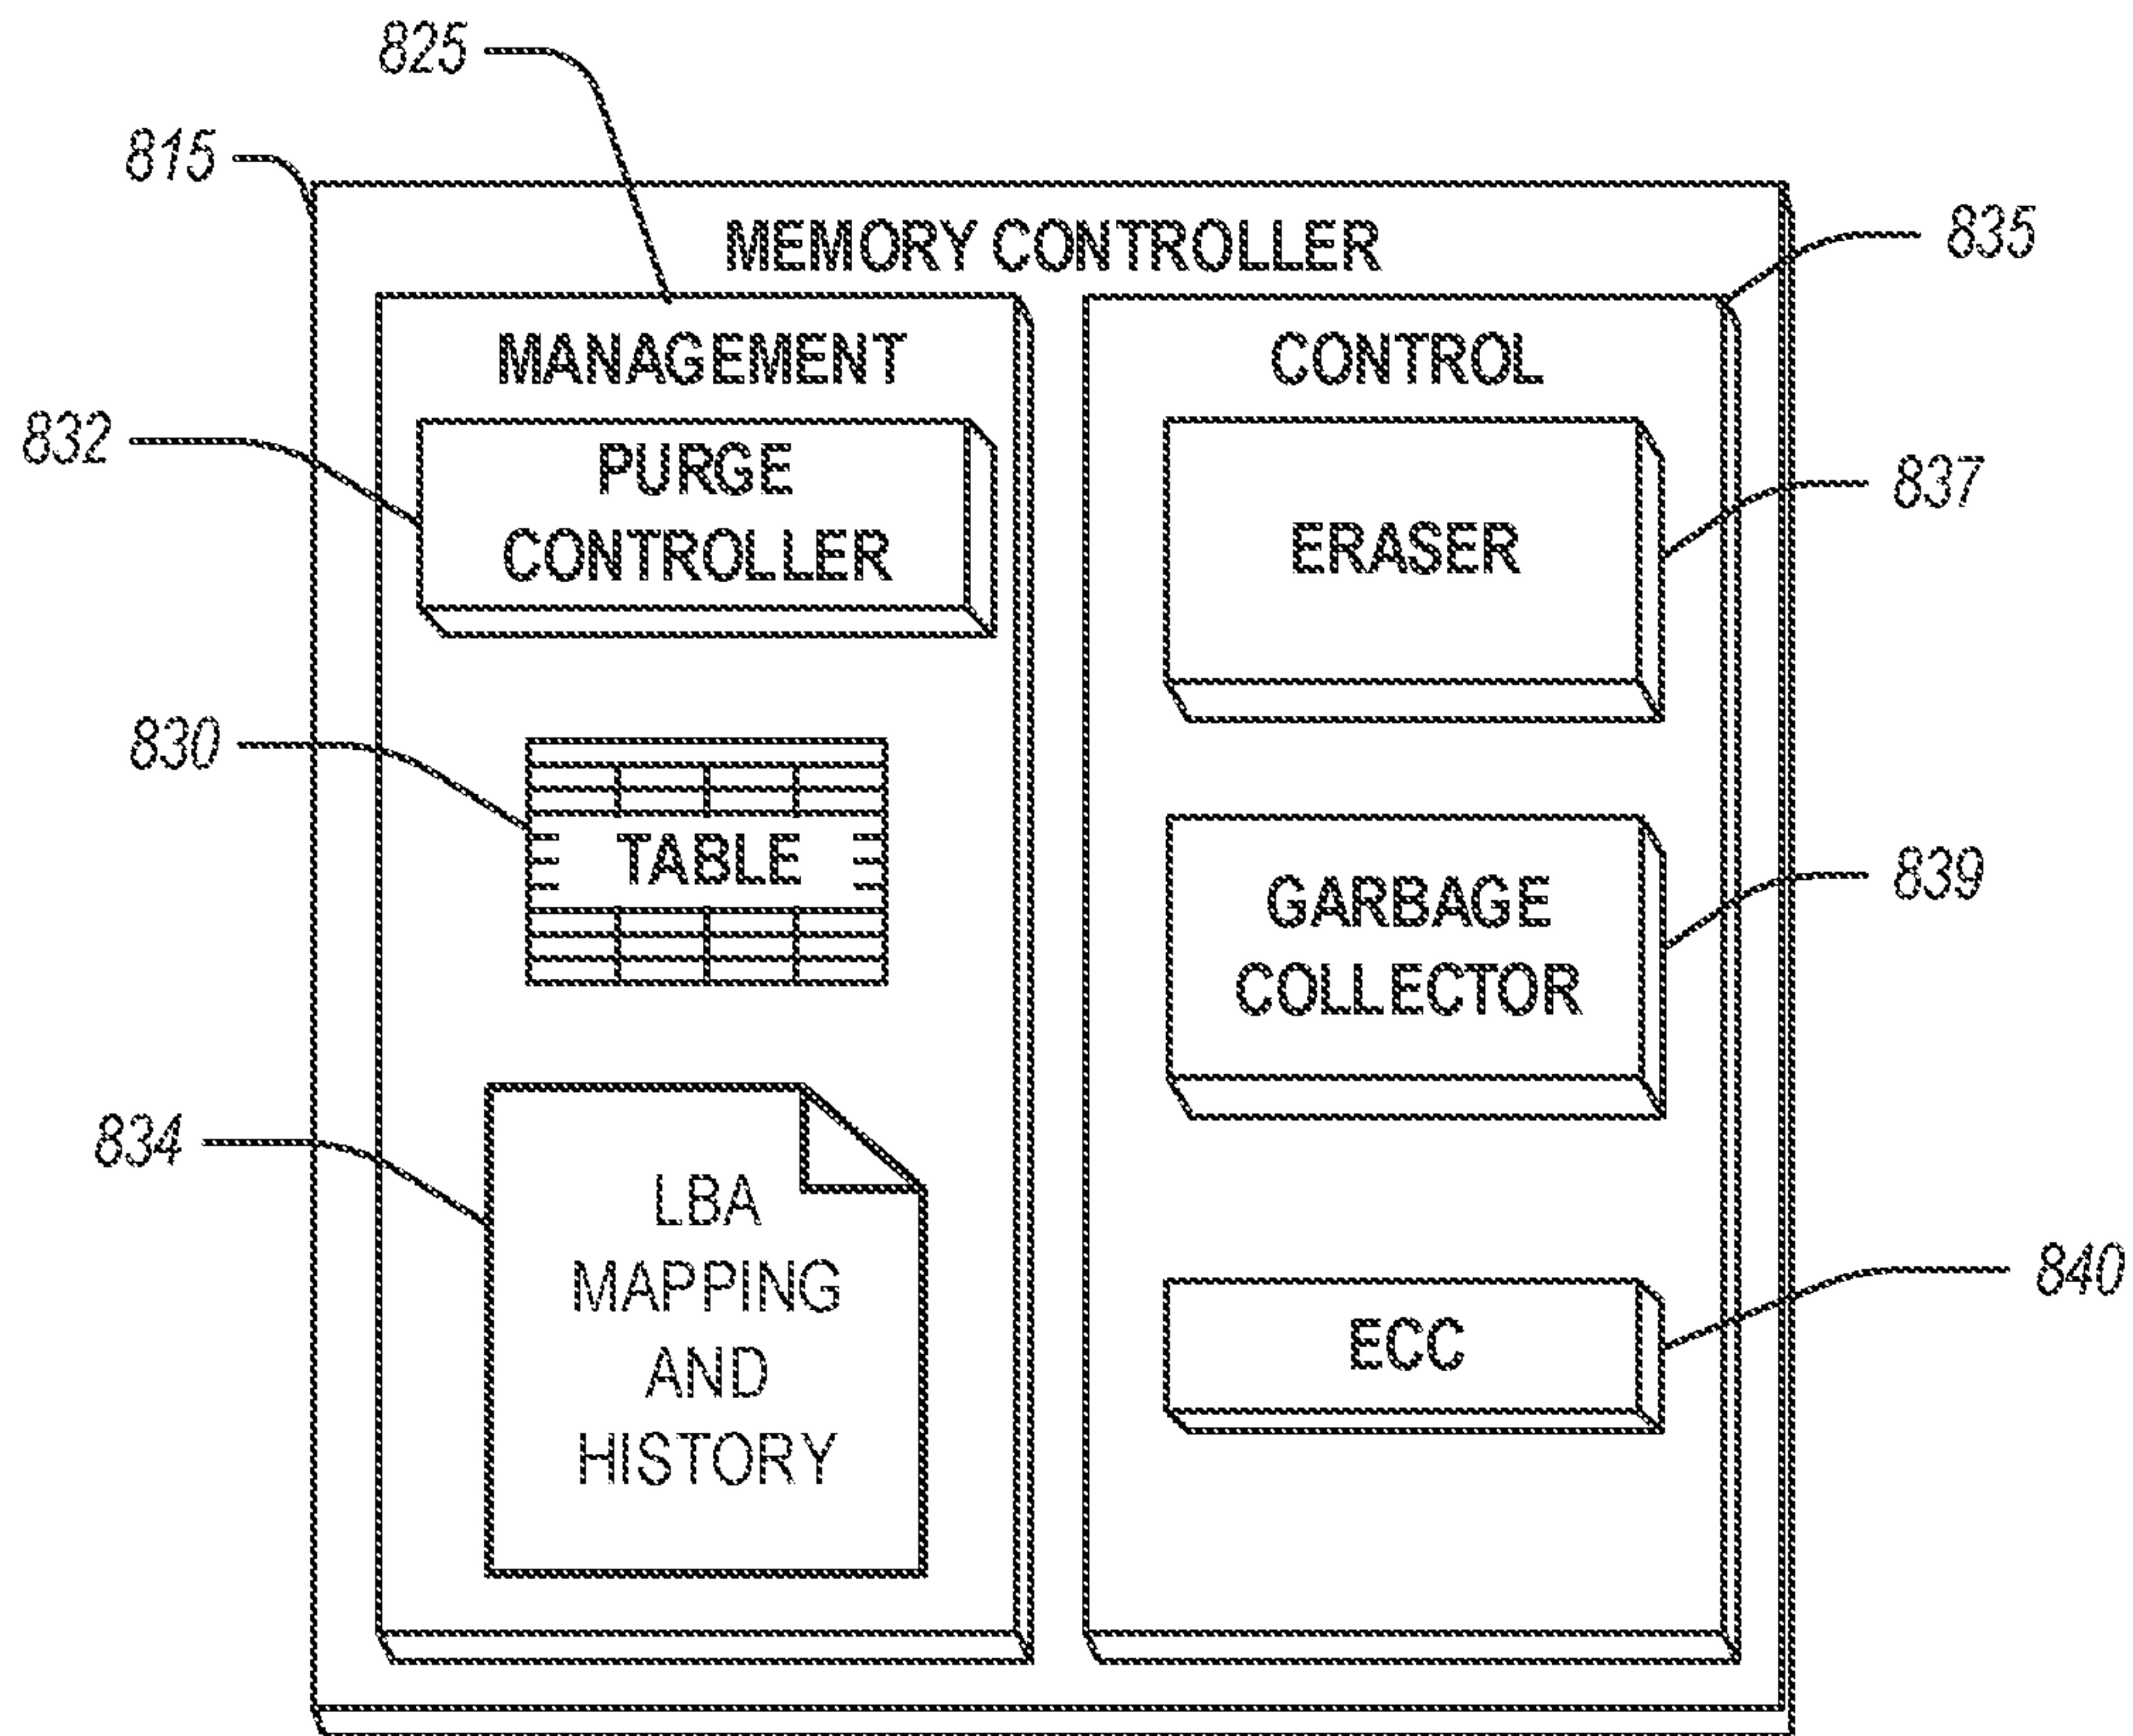 825
815
MEMORY CONTROLLER
835
MANAGEMENT
CONTROL
832
PURGE
CONTROLLER
ERASER
837
830
TABLE
GARBAGE
COLLECTOR
839
834
LBA
MAPPING
AND
HISTORY
ECC
840